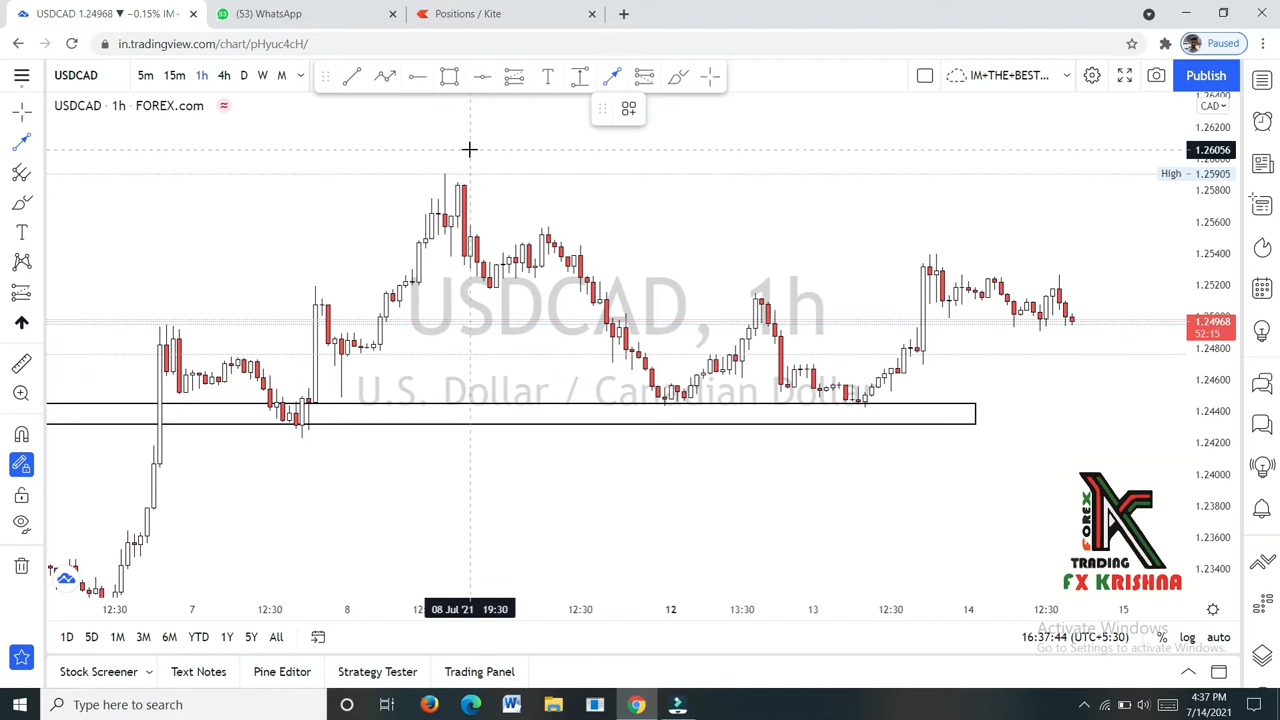 USDCAD 1.24968 ▼ −0.15% IM+
(53) WhatsApp
Positions / Kite
in.tradingview.com/chart/pHyuc4cH/
Paused
USDCAD 5m 15m 1h 4h D W M
IM+THE+BEST...
Publish
USDCAD · 1h · FOREX.com
CAD
1.26400
1.26200
1.26056
1.26000
High 1.25905
1.25800
1.25600
1.25400
1.25200
1.24968
52:15
1.24800
1.24600
1.24400
1.24200
1.24000
1.23800
1.23600
1.23400
USDCAD, 1h
U.S. Dollar / Canadian Dollar
FOREX
TRADING
FX KRISHNA
12:30 7 12:30 8 08 Jul '21 19:30 12:30 12 13:30 13 12:30 14 12:30 15
1D 5D 1M 3M 6M YTD 1Y 5Y All
16:37:44 (UTC+5:30) % log auto
Activate Windows
Go to Settings to activate Windows.
Stock Screener Text Notes Pine Editor Strategy Tester Trading Panel
Type here to search
4:37 PM
7/14/2021